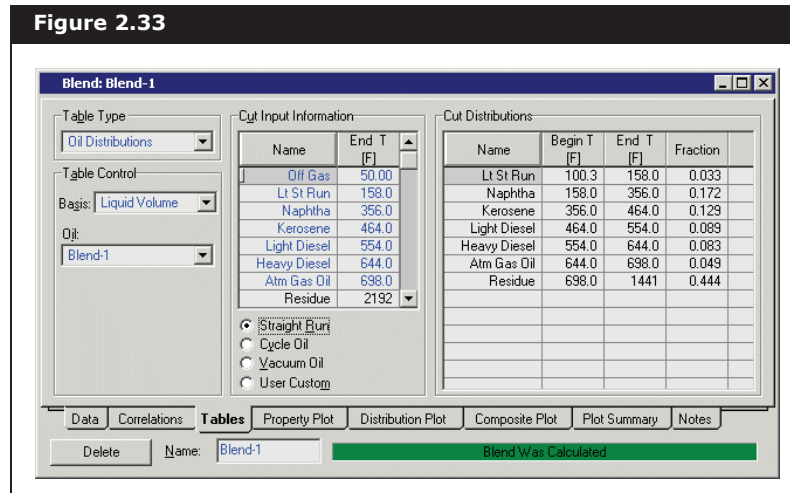 Figure 2.33
Blend: Blend-1
Table Type
Oil Distributions
Table Control
Basis: Liquid Volume
Oil:
Blend-1
Cut Input Information
Name End T [F]
Off Gas 50.00
Lt St Run 158.0
Naphtha 356.0
Kerosene 464.0
Light Diesel 554.0
Heavy Diesel 644.0
Atm Gas Oil 698.0
Residue 2192
Straight Run
Cycle Oil
Vacuum Oil
User Custom
Cut Distributions
Name Begin T [F] End T [F] Fraction
Lt St Run 100.3 158.0 0.033
Naphtha 158.0 356.0 0.172
Kerosene 356.0 464.0 0.129
Light Diesel 464.0 554.0 0.089
Heavy Diesel 554.0 644.0 0.083
Atm Gas Oil 644.0 698.0 0.049
Residue 698.0 1441 0.444
Data Correlations Tables Property Plot Distribution Plot Composite Plot Plot Summary Notes
Delete Name: Blend-1 Blend Was Calculated